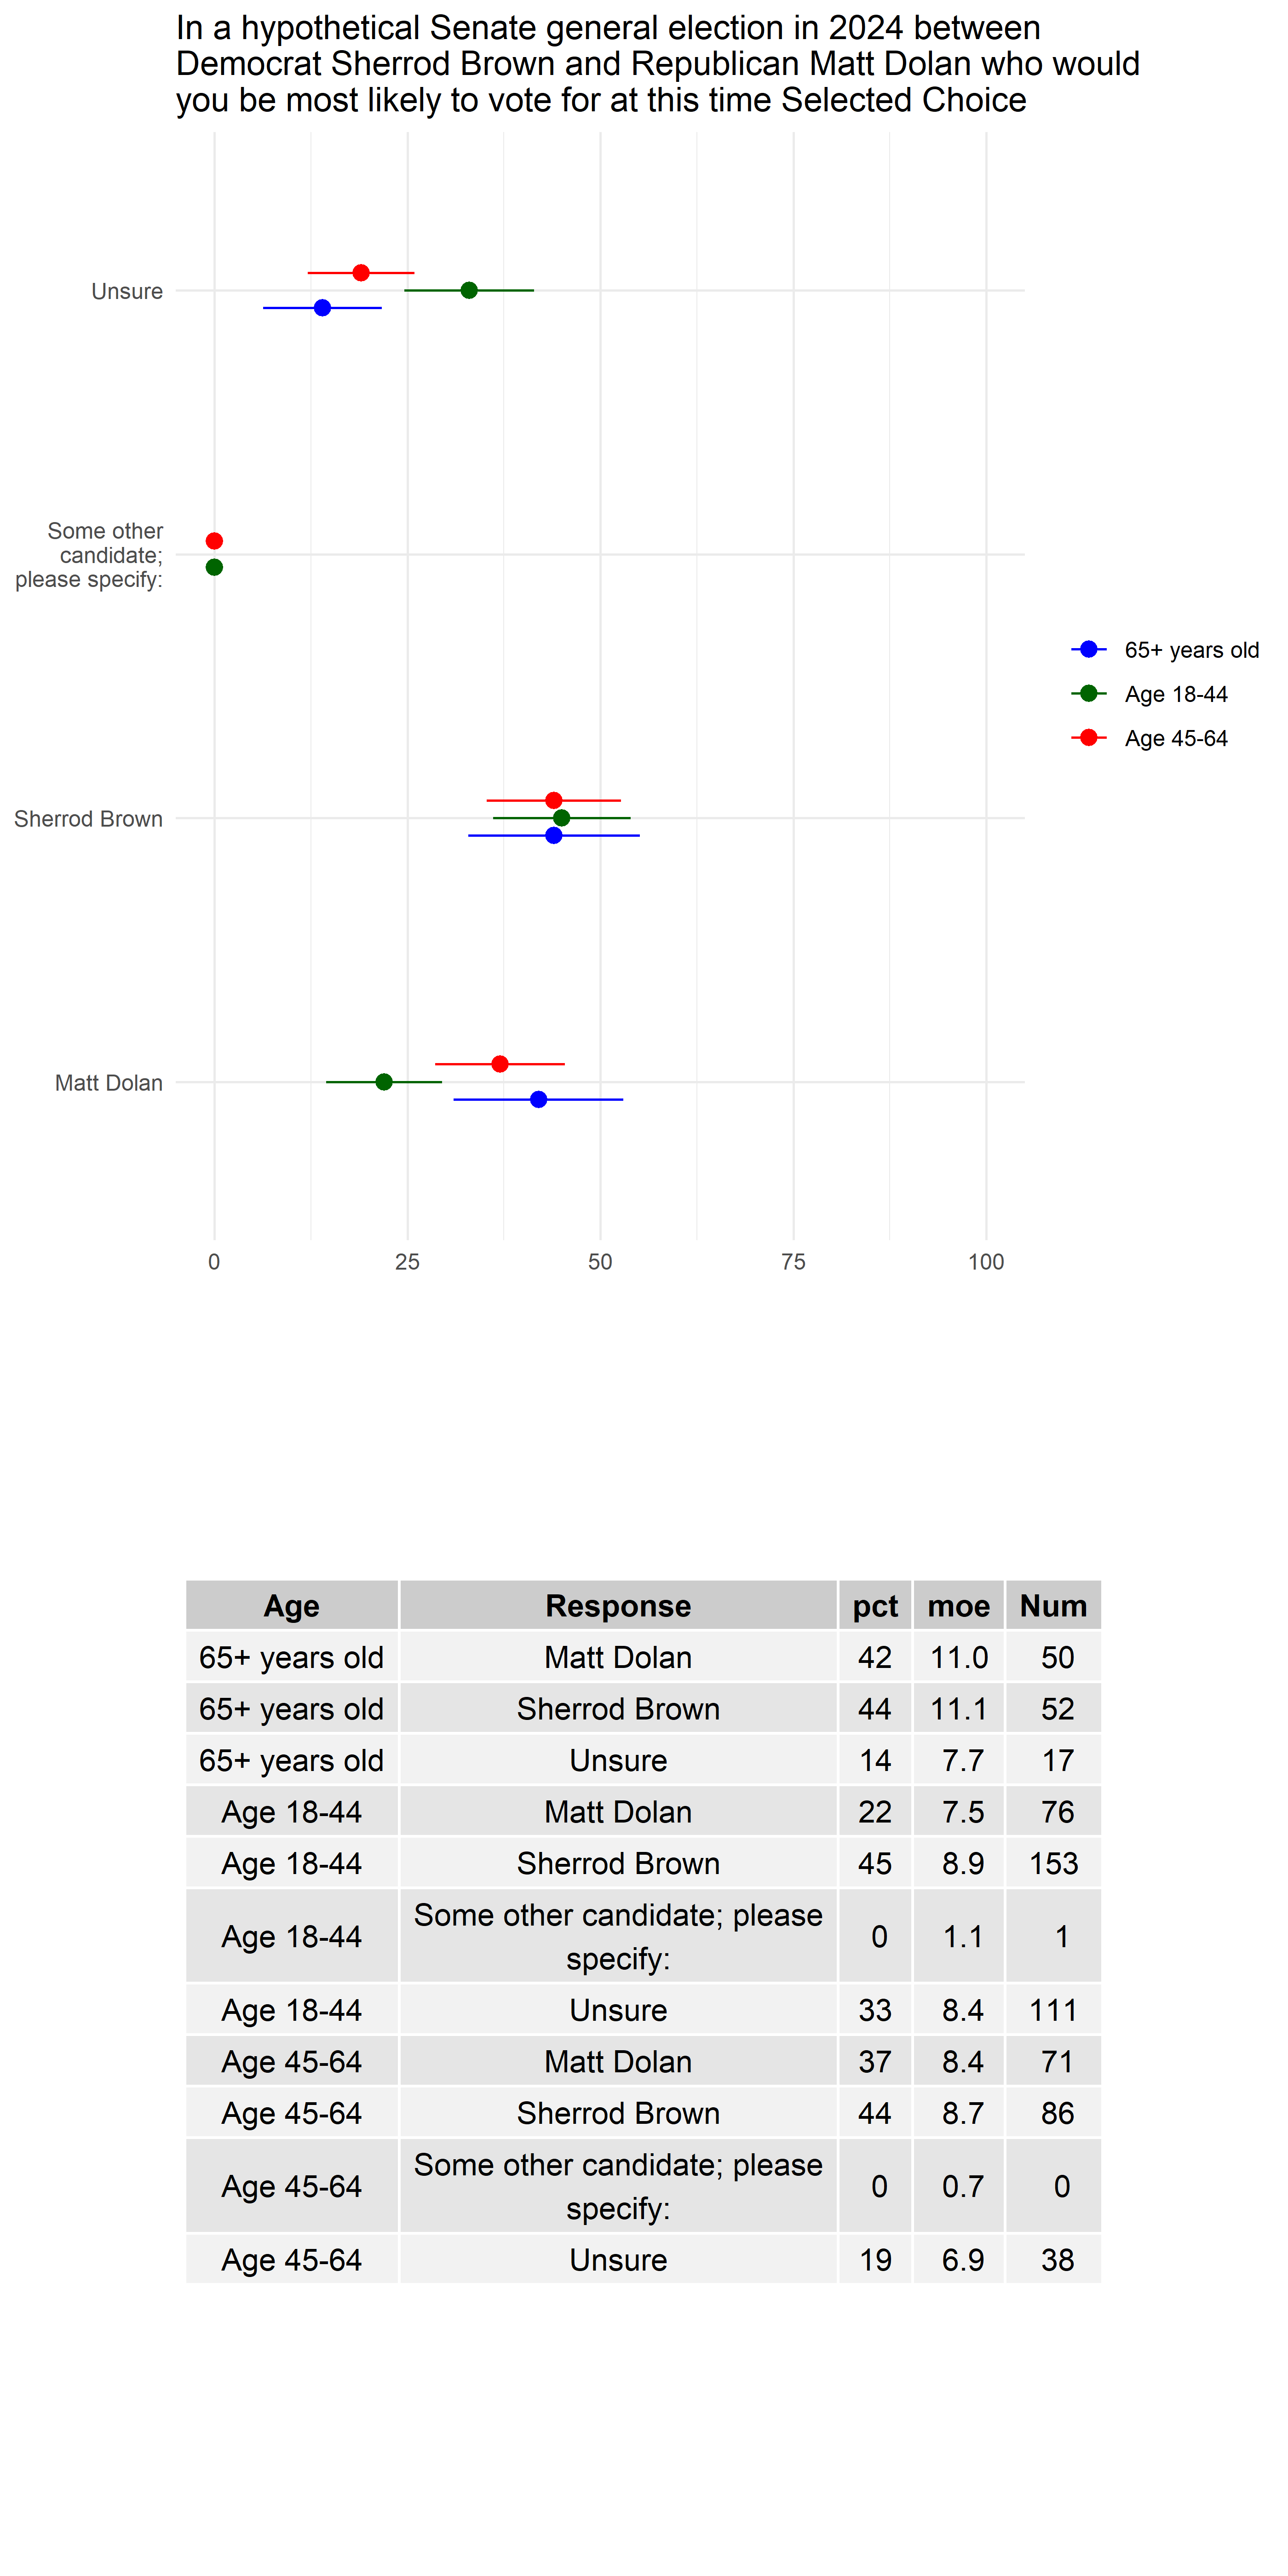 In a hypothetical Senate general election in 2024 between
Democrat Sherrod Brown and Republican Matt Dolan who would
you be most likely to vote for at this time Selected Choice
Unsure
Some other
candidate;
please specify:
Sherrod Brown
Matt Dolan
0 25 50 75 100
65+ years old
Age 18-44
Age 45-64
Age Response pct moe Num
65+ years old Matt Dolan 42 11.0 50
65+ years old Sherrod Brown 44 11.1 52
65+ years old Unsure 14 7.7 17
Age 18-44 Matt Dolan 22 7.5 76
Age 18-44 Sherrod Brown 45 8.9 153
Age 18-44 Some other candidate; please
specify: 0 1.1 1
Age 18-44 Unsure 33 8.4 111
Age 45-64 Matt Dolan 37 8.4 71
Age 45-64 Sherrod Brown 44 8.7 86
Age 45-64 Some other candidate; please
specify: 0 0.7 0
Age 45-64 Unsure 19 6.9 38